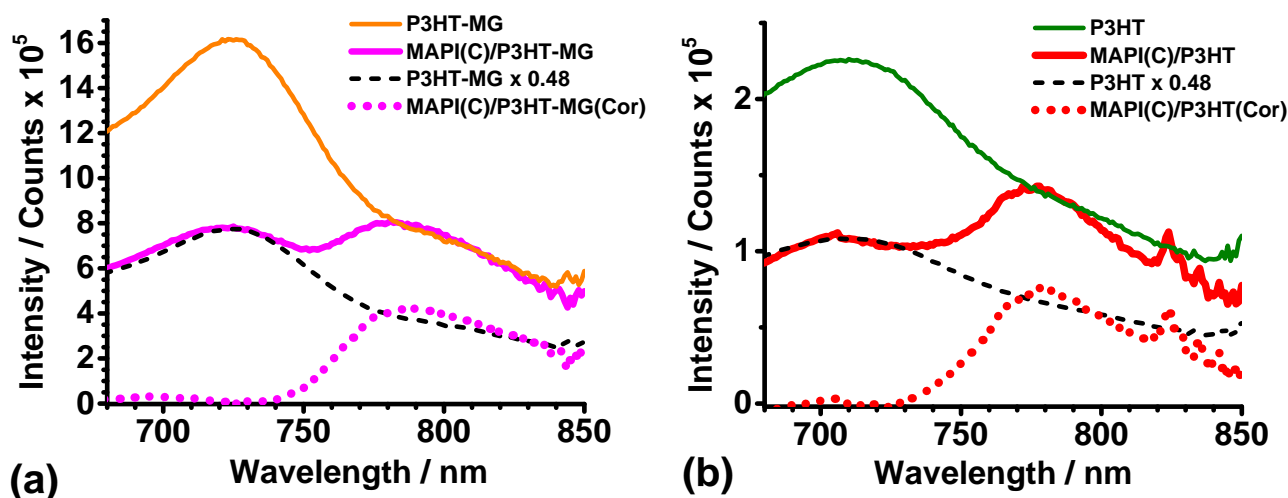 P3HT-MG
MAPI(C)/P3HT-MG
P3HT-MG x 0.48
MAPI(C)/P3HT-MG(Cor)
Intensity / Counts x 10⁵
16
14
12
10
8
6
4
2
0
700
750
800
850
Wavelength / nm
(a)
P3HT
MAPI(C)/P3HT
P3HT x 0.48
MAPI(C)/P3HT(Cor)
Intensity / Counts x 10⁵
2
1
0
700
750
800
850
Wavelength / nm
(b)